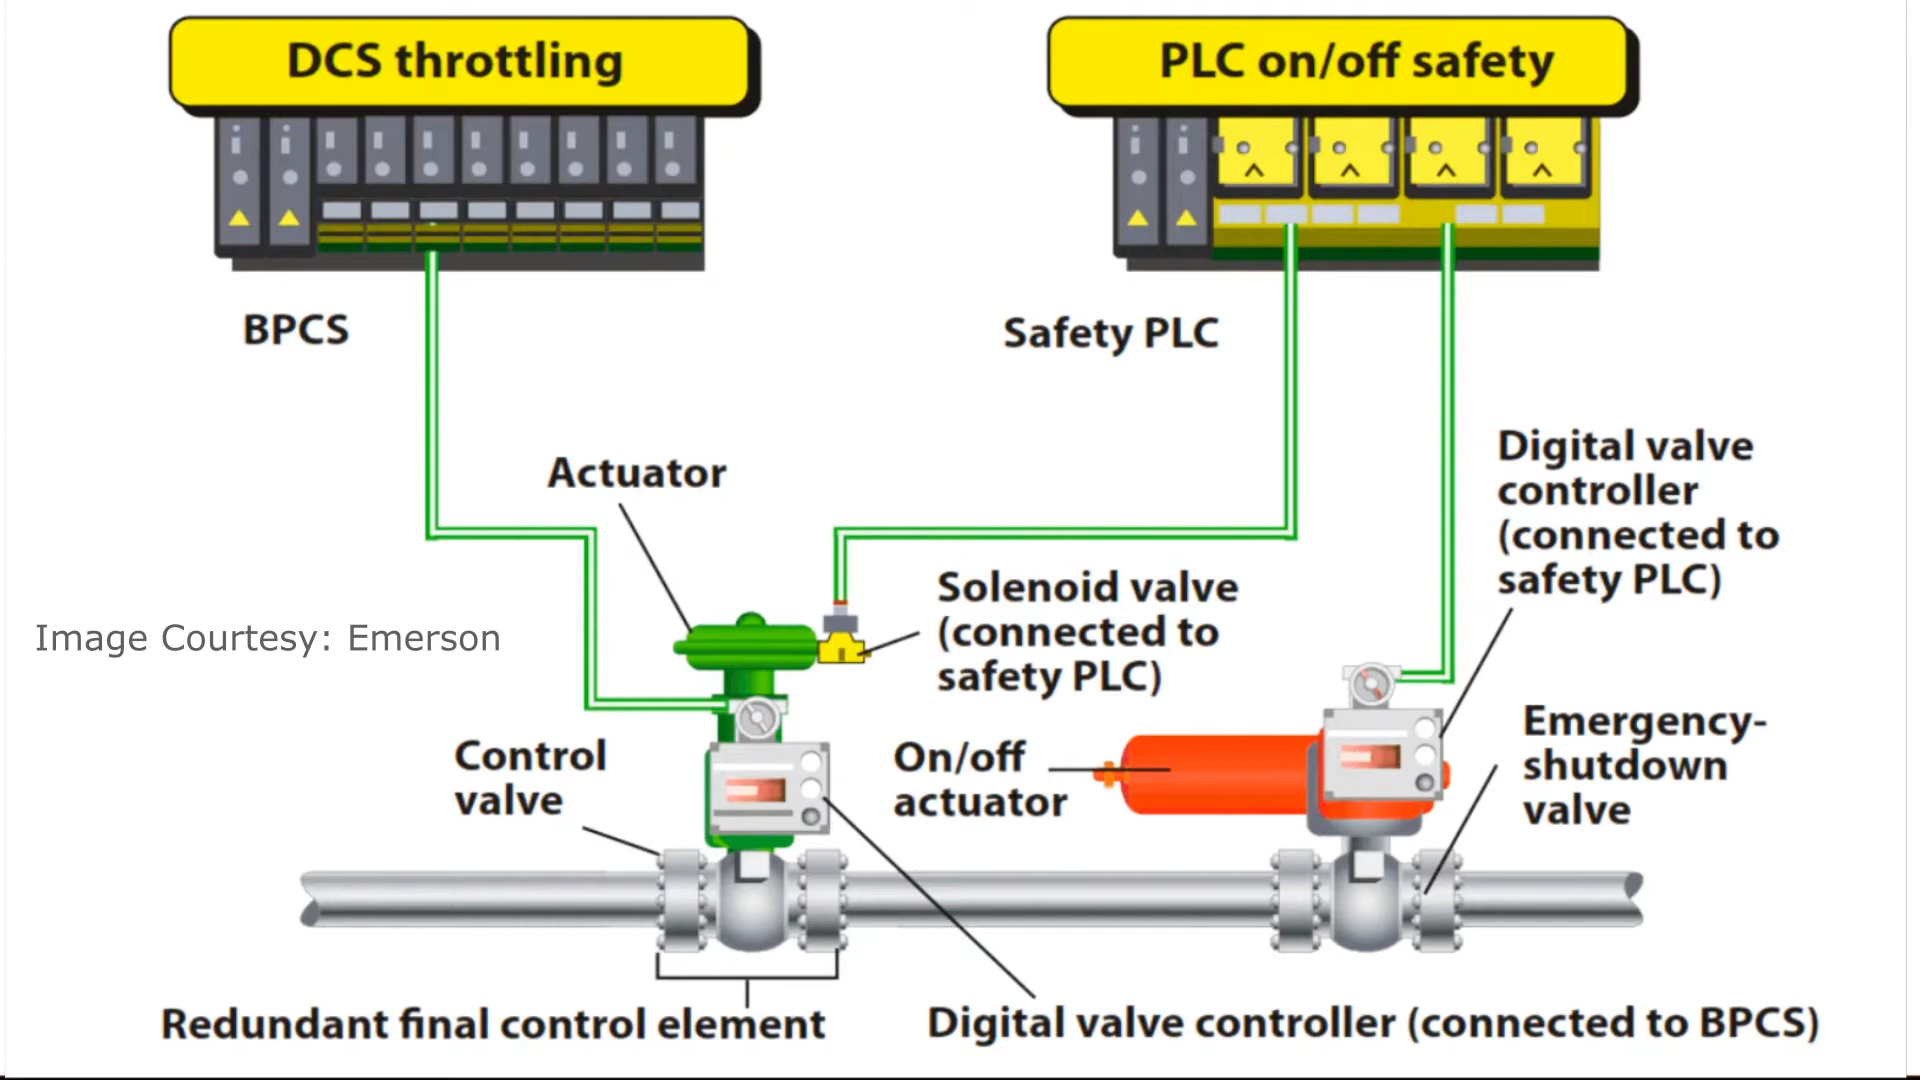 DCS throttling
PLC on/off safety
BPCS
Safety PLC
Actuator
Digital valve
controller
(connected to
safety PLC)
Solenoid valve
(connected to
safety PLC)
Image Courtesy: Emerson
Control
valve
On/off
actuator
Emergency-
shutdown
valve
Redundant final control element
Digital valve controller (connected to BPCS)